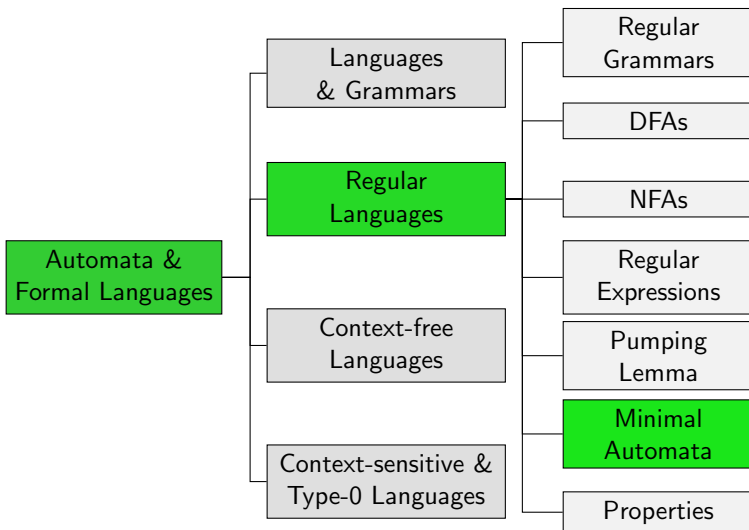 Automata &
Formal Languages
Languages
& Grammars
Regular
Languages
Context-free
Languages
Context-sensitive &
Type-0 Languages
Regular
Grammars
DFAs
NFAs
Regular
Expressions
Pumping
Lemma
Minimal
Automata
Properties